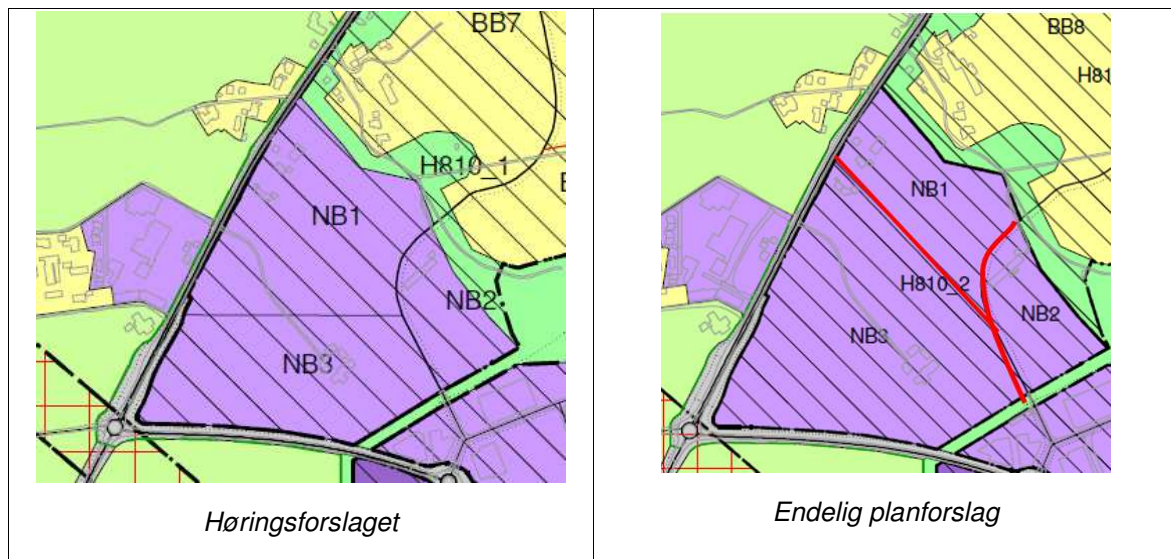 BB7
H810_1
NB1
NB2
NB3
Høringsforslaget
BB8
H81
NB1
H810_2
NB2
NB3
Endelig planforslag